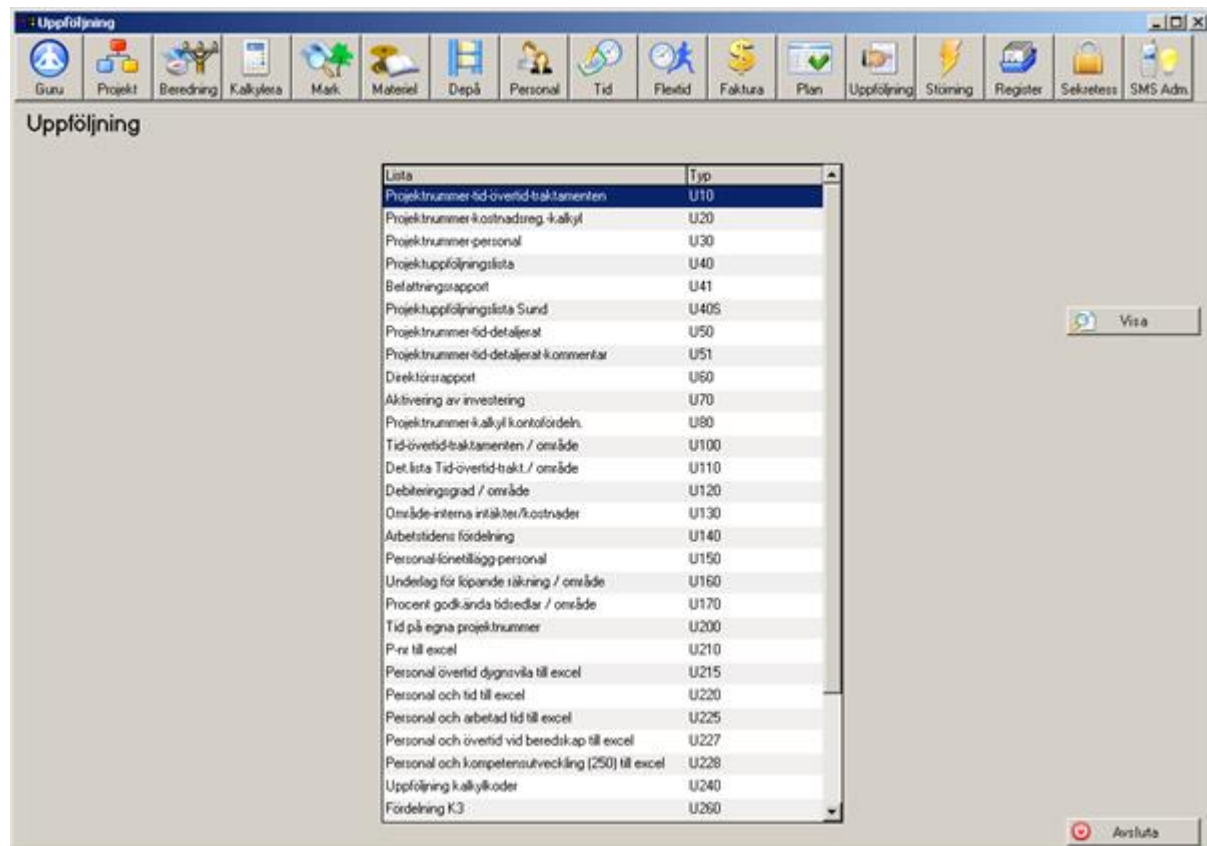 Uppföljning
Guru Projekt Beredning Kalkylera Mark Materiel Depå Personal Tid Flextid Faktura Plan Uppföljning Störning Register Sekretess SMS Adm.
Uppföljning
Lista Typ
Projektnummer-tid-övertid-traktamenten U10
Projektnummer-kostnadsreg.-kalkyl U20
Projektnummer-personal U30
Projektuppföljningslista U40
Befattningsrapport U41
Projektuppföljningslista Sund U40S
Visa
Projektnummer-tid-detaljerat U50
Projektnummer-tid-detaljerat-kommentar U51
Direktörsrapport U60
Aktivering av investering U70
Projektnummer-kalkyl kontofördeln. U80
Tid-övertid-traktamenten / område U100
Det.lista Tid-övertid-trakt./ område U110
Debiteringsgrad / område U120
Område-interna intäkter/kostnader U130
Arbetstidens fördelning U140
Personal-lönetillägg-personal U150
Underlag för löpande räkning / område U160
Procent godkända tidsedlar / område U170
Tid på egna projektnummer U200
P-nr till excel U210
Personal övertid dygnsvila till excel U215
Personal och tid till excel U220
Personal och arbetad tid till excel U225
Personal och övertid vid beredskap till excel U227
Personal och kompetensutveckling (250) till excel U228
Uppföljning kalkylkoder U240
Fördelning K3 U260
Avsluta